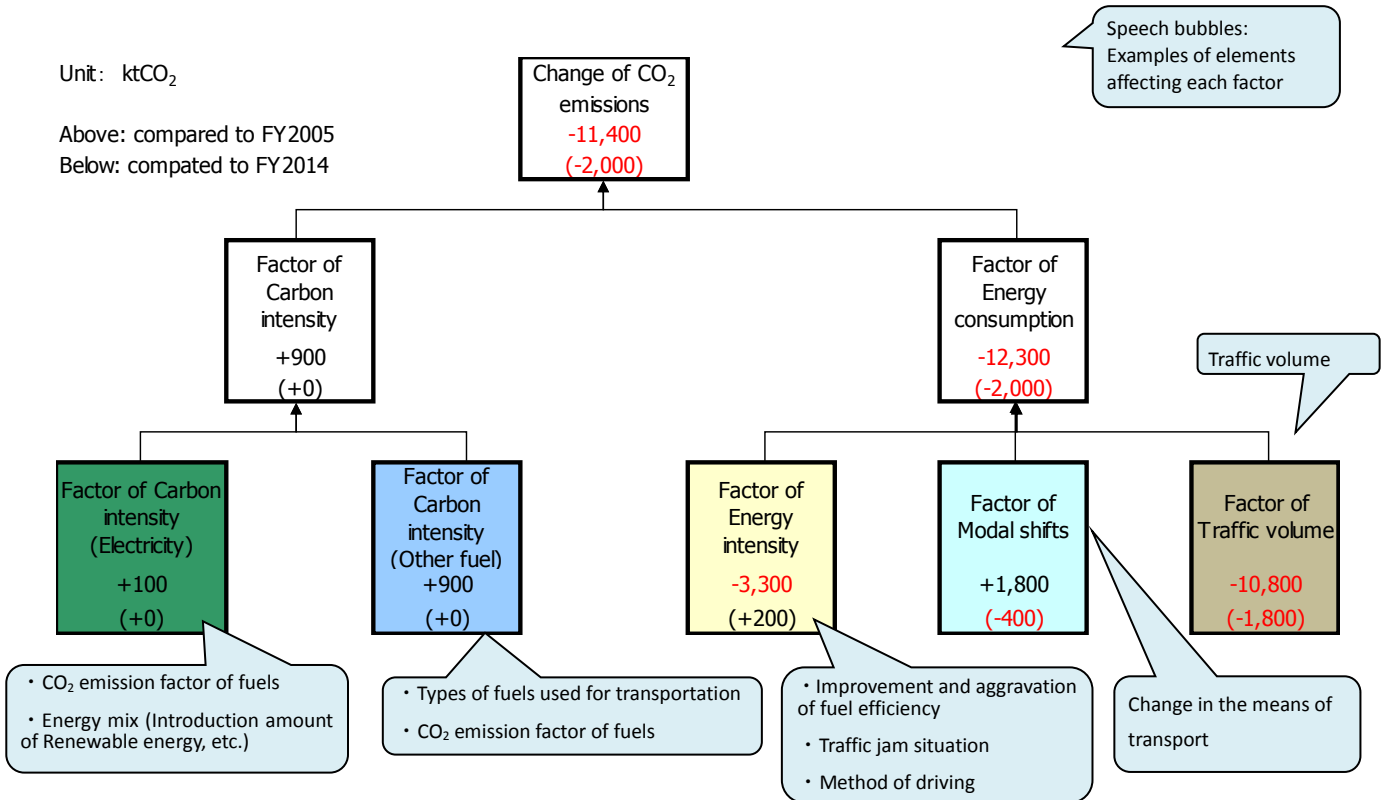 Speech bubbles:
Examples of elements
affecting each factor
Unit: ktCO₂
Above: compared to FY2005
Below: compated to FY2014
Change of CO₂
emissions
-11,400
(-2,000)
Factor of
Carbon
intensity
+900
(+0)
Factor of
Energy
consumption
-12,300
(-2,000)
Traffic volume
Factor of Carbon
intensity
(Electricity)
+100
(+0)
Factor of
Carbon
intensity
(Other fuel)
+900
(+0)
Factor of
Energy
intensity
-3,300
(+200)
Factor of
Modal shifts
+1,800
(-400)
Factor of
Traffic volume
-10,800
(-1,800)
・CO₂ emission factor of fuels
・Energy mix (Introduction amount
of Renewable energy, etc.)
・Types of fuels used for transportation
・CO₂ emission factor of fuels
・Improvement and aggravation
of fuel efficiency
・Traffic jam situation
・Method of driving
Change in the means of
transport